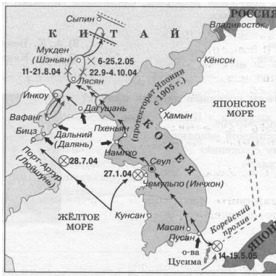 Сыпин
РОССИЯ
Владивосток
КИТАЙ
Мукден
(Шэньян)
6-25.2.05
11-21.8.04
22.9-4.10.04
Ляоян
Кёнсон
Инкоу
Дагушань
(протекторат Японии
с 1905 г.)
ЯПОНСКОЕ
МОРЕ
Вафангоу
Бицзыво
Дальний
(Далянь)
Пхеньян
Хамын
КОРЕЯ
Порт-Артур
(Люйшунь)
28.7.04
Нампхо
Сеул
27.1.04
Чемульпо (Инчхон)
ЖЁЛТОЕ
МОРЕ
Кунсан
Корейский
пролив
Масан
Пусан
14-15.5.05
о-ва
Цусима